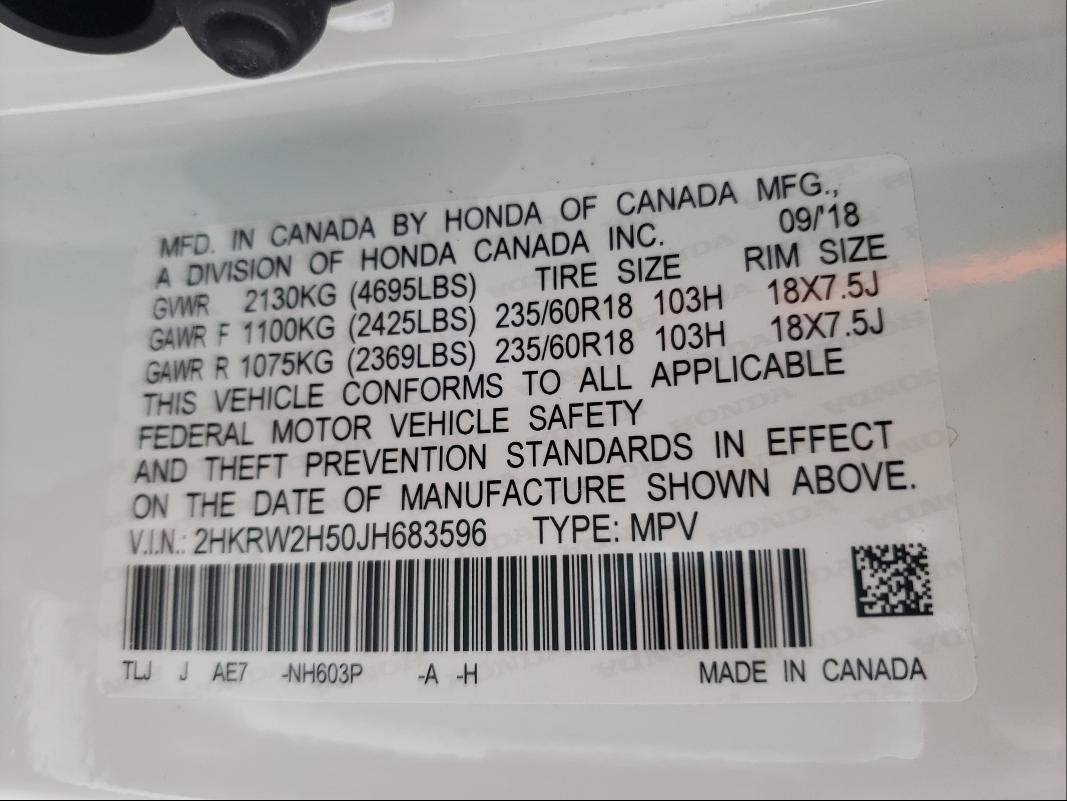 MFD. IN CANADA BY HONDA OF CANADA MFG.,
A DIVISION OF HONDA CANADA INC. 09/'18
GVWR 2130KG (4695LBS) TIRE SIZE RIM SIZE
GAWR F 1100KG (2425LBS) 235/60R18 103H 18X7.5J
GAWR R 1075KG (2369LBS) 235/60R18 103H 18X7.5J
THIS VEHICLE CONFORMS TO ALL APPLICABLE
FEDERAL MOTOR VEHICLE SAFETY
AND THEFT PREVENTION STANDARDS IN EFFECT
ON THE DATE OF MANUFACTURE SHOWN ABOVE.
V.I.N.: 2HKRW2H50JH683596 TYPE: MPV
TLJ J AE7 -NH603P -A -H MADE IN CANADA